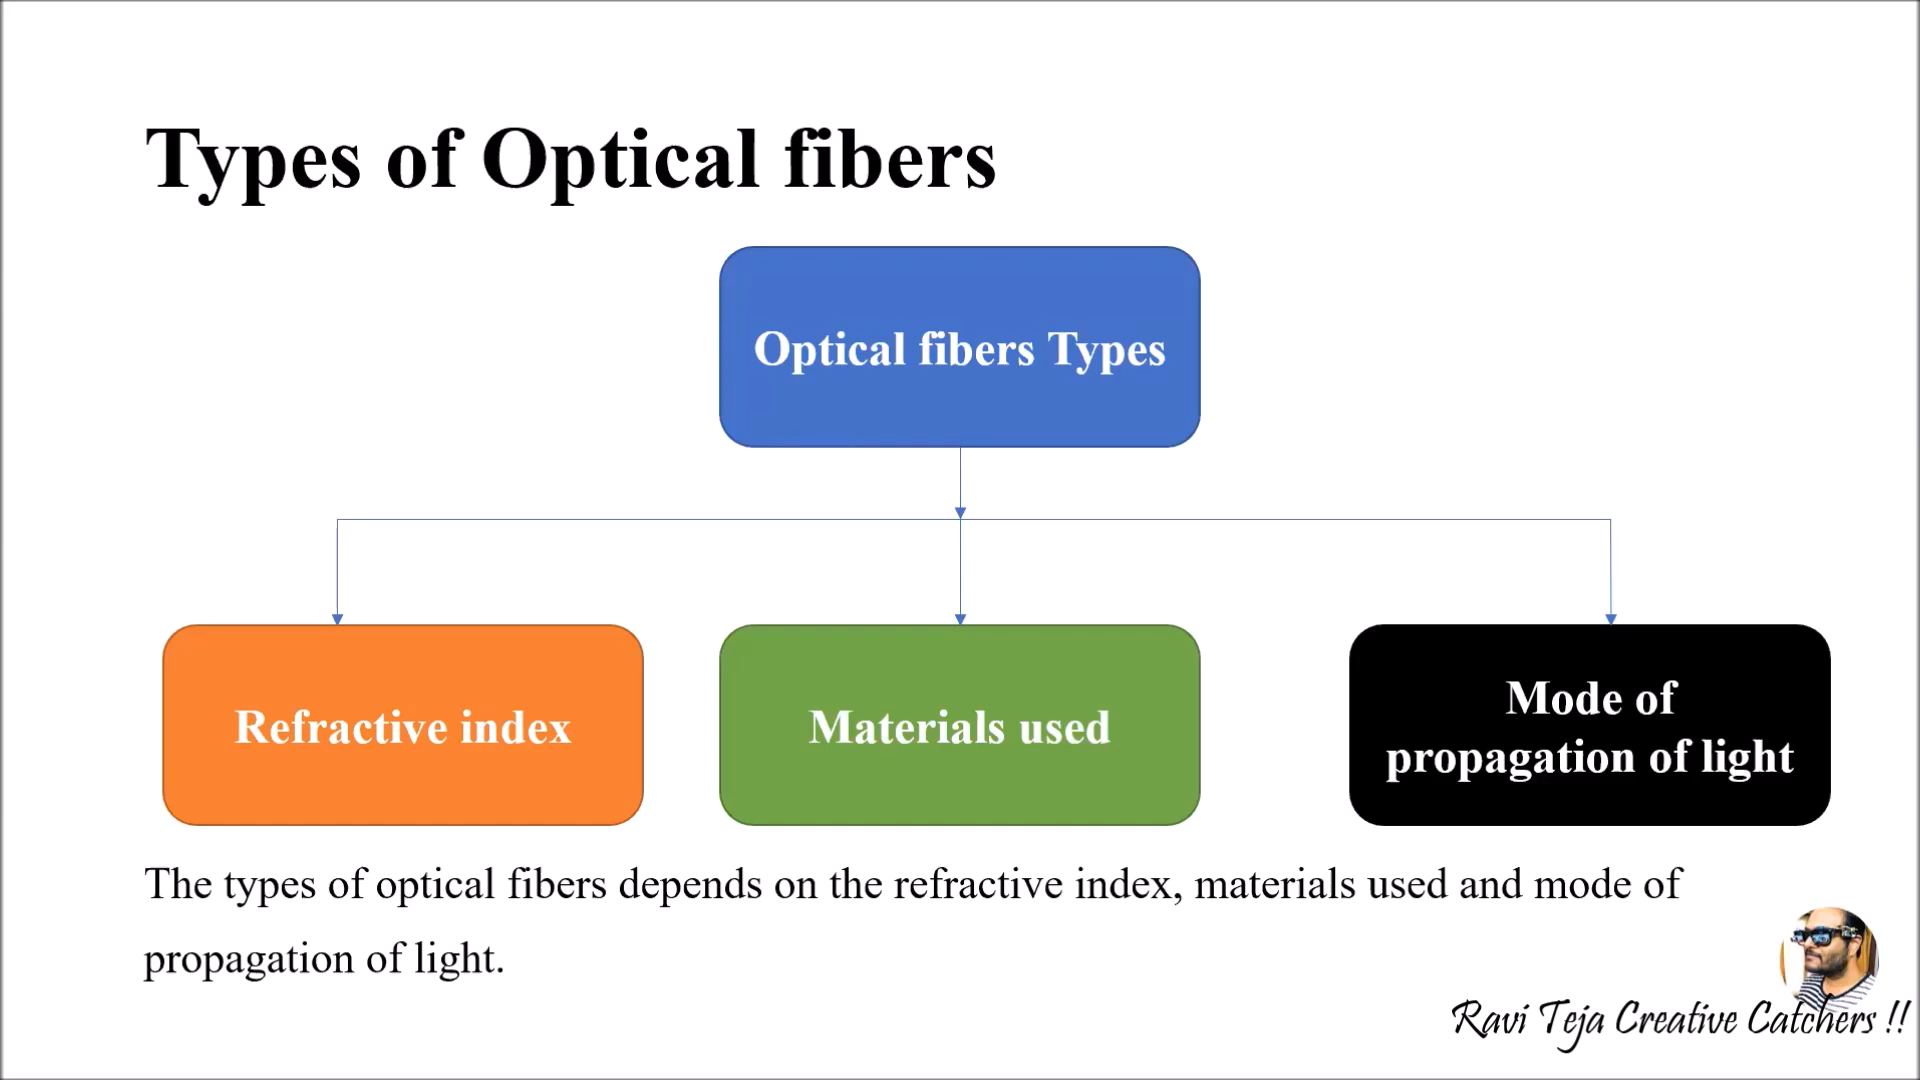 Types of Optical fibers
Optical fibers Types
Refractive index
Materials used
Mode of
propagation of light
The types of optical fibers depends on the refractive index, materials used and mode of
propagation of light.
Ravi Teja Creative Catchers !!